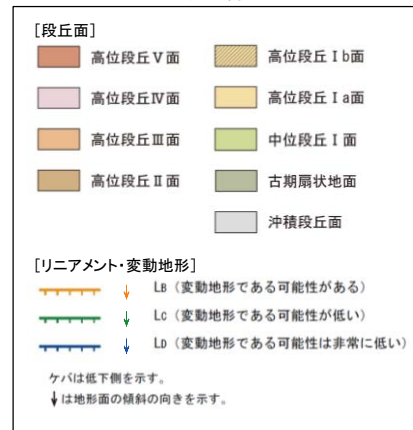 [段丘面]
高位段丘Ⅴ面
高位段丘Ⅰb面
高位段丘Ⅳ面
高位段丘Ⅰa面
高位段丘Ⅲ面
中位段丘Ⅰ面
高位段丘Ⅱ面
古期扇状地面
沖積段丘面
[リニアメント・変動地形]
LB（変動地形である可能性がある）
LC（変動地形である可能性が低い）
LD（変動地形である可能性は非常に低い）
ケバは低下側を示す。
↓は地形面の傾斜の向きを示す。